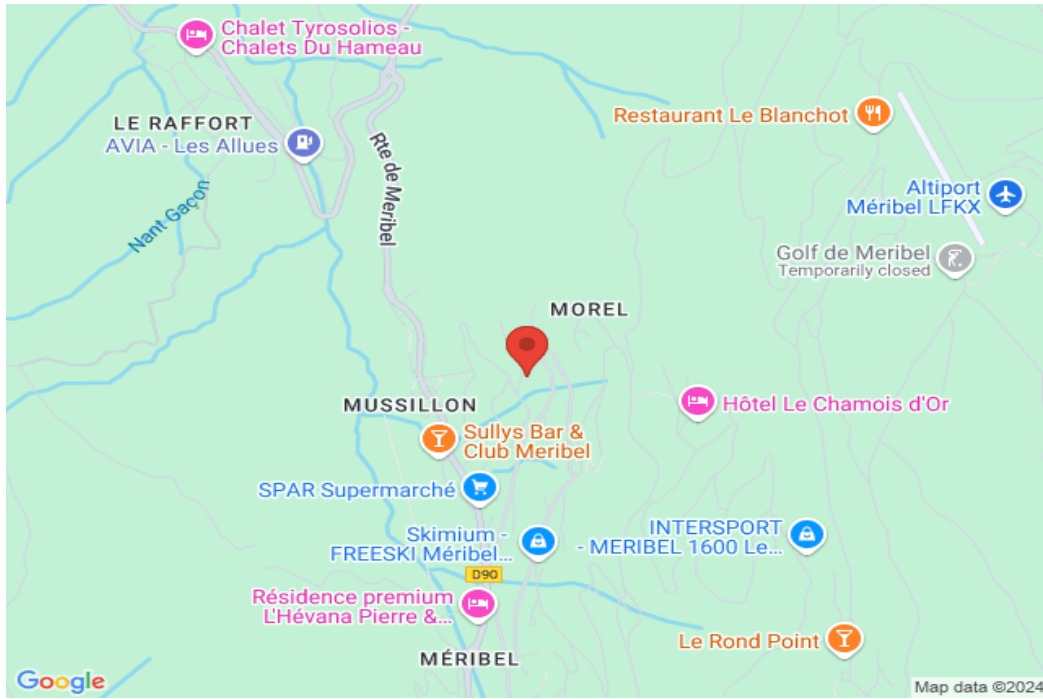 Chalet Tyrosolios -
Chalets Du Hameau
LE RAFFORT
AVIA - Les Allues
Restaurant Le Blanchot
Rte de Meribel
Nant Gaçon
Altiport
Méribel LFKX
Golf de Meribel
Temporarily closed
MOREL
MUSSILLON
Hôtel Le Chamois d'Or
Sullys Bar &
Club Meribel
SPAR Supermarché
Skimium -
FREESKI Méribel...
INTERSPORT
- MERIBEL 1600 Le...
D90
Résidence premium
L'Hévana Pierre &...
Le Rond Point
MÉRIBEL
Google
Map data ©2024